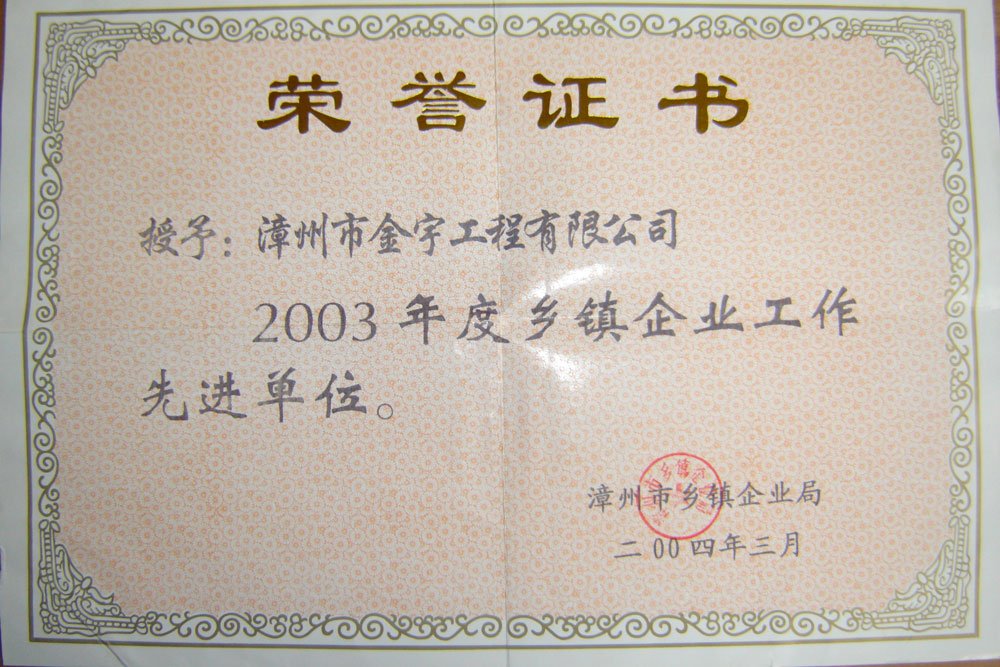 荣誉证书
授予：漳州市金宇工程有限公司
2003年度乡镇企业工作
先进单位。
漳州市乡镇企业局
二00四年三月